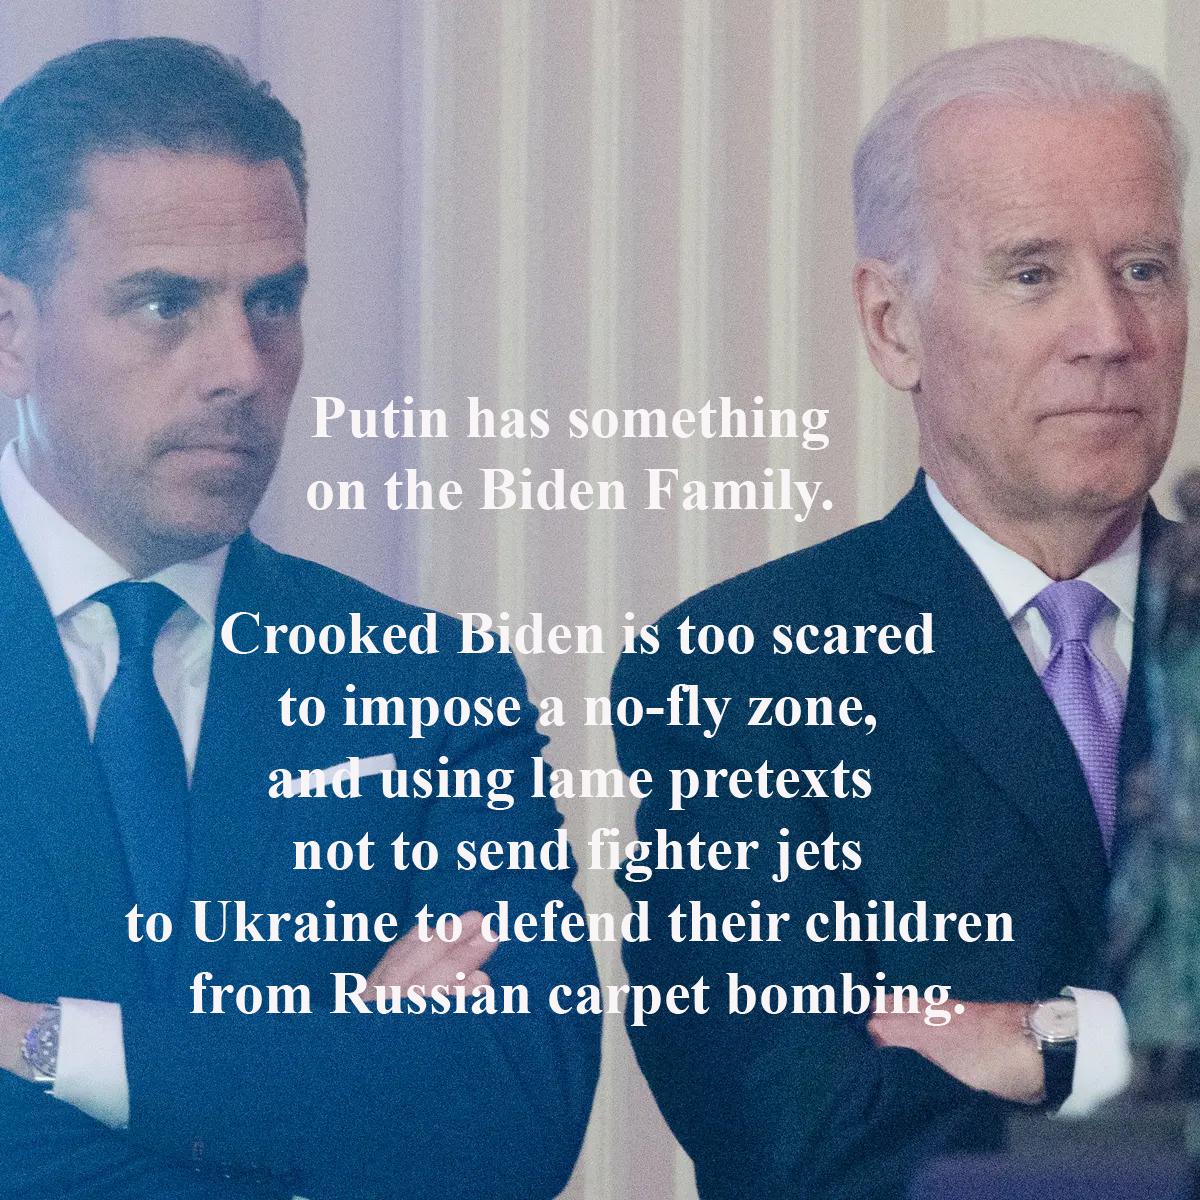 Putin has something
on the Biden Family.
Crooked Biden is too scared
to impose a no-fly zone,
and using lame pretexts
not to send fighter jets
to Ukraine to defend their children
from Russian carpet bombing.